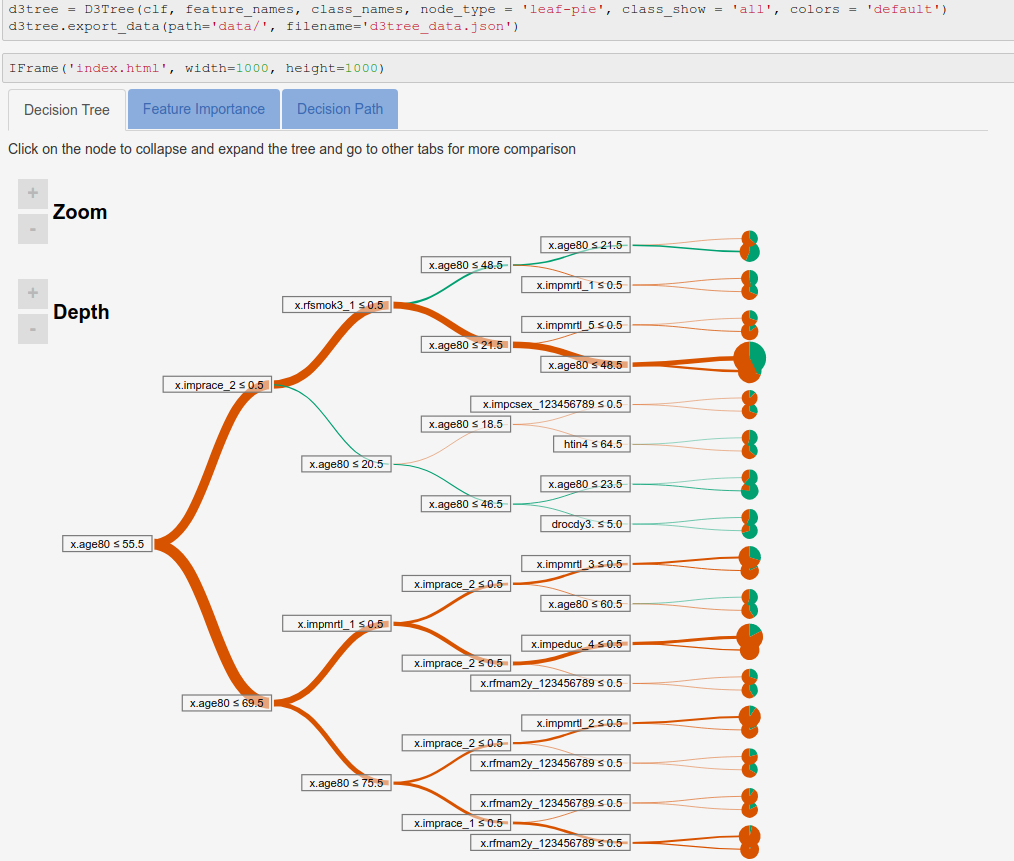 d3tree = D3Tree(clf, feature_names, class_names, node_type = 'leaf-pie', class_show = 'all', colors = 'default')
d3tree.export_data(path='data/', filename='d3tree_data.json')
IFrame('index.html', width=1000, height=1000)
Decision Tree Feature Importance Decision Path
Click on the node to collapse and expand the tree and go to other tabs for more comparison
+
Zoom
-
+
Depth
-
x.age80 ≤ 21.5
x.age80 ≤ 48.5
x.impmrtl_1 ≤ 0.5
x.rfsmok3_1 ≤ 0.5
x.impmrtl_5 ≤ 0.5
x.age80 ≤ 21.5
x.age80 ≤ 48.5
x.imprace_2 ≤ 0.5
x.impcsex_123456789 ≤ 0.5
x.age80 ≤ 18.5
htin4 ≤ 64.5
x.age80 ≤ 20.5
x.age80 ≤ 23.5
x.age80 ≤ 46.5
drocdy3. ≤ 5.0
x.age80 ≤ 55.5
x.impmrtl_3 ≤ 0.5
x.imprace_2 ≤ 0.5
x.age80 ≤ 60.5
x.impmrtl_1 ≤ 0.5
x.impeduc_4 ≤ 0.5
x.imprace_2 ≤ 0.5
x.rfmam2y_123456789 ≤ 0.5
x.age80 ≤ 69.5
x.impmrtl_2 ≤ 0.5
x.imprace_2 ≤ 0.5
x.rfmam2y_123456789 ≤ 0.5
x.age80 ≤ 75.5
x.rfmam2y_123456789 ≤ 0.5
x.imprace_1 ≤ 0.5
x.rfmam2y_123456789 ≤ 0.5